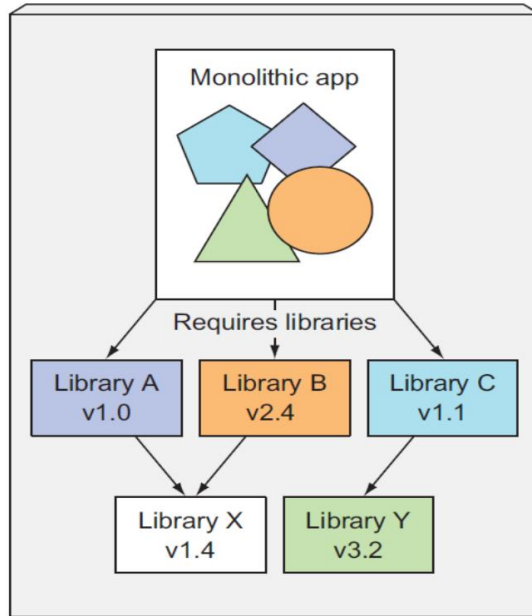 Monolithic app
Requires libraries
Library A
v1.0
Library B
v2.4
Library C
v1.1
Library X
v1.4
Library Y
v3.2